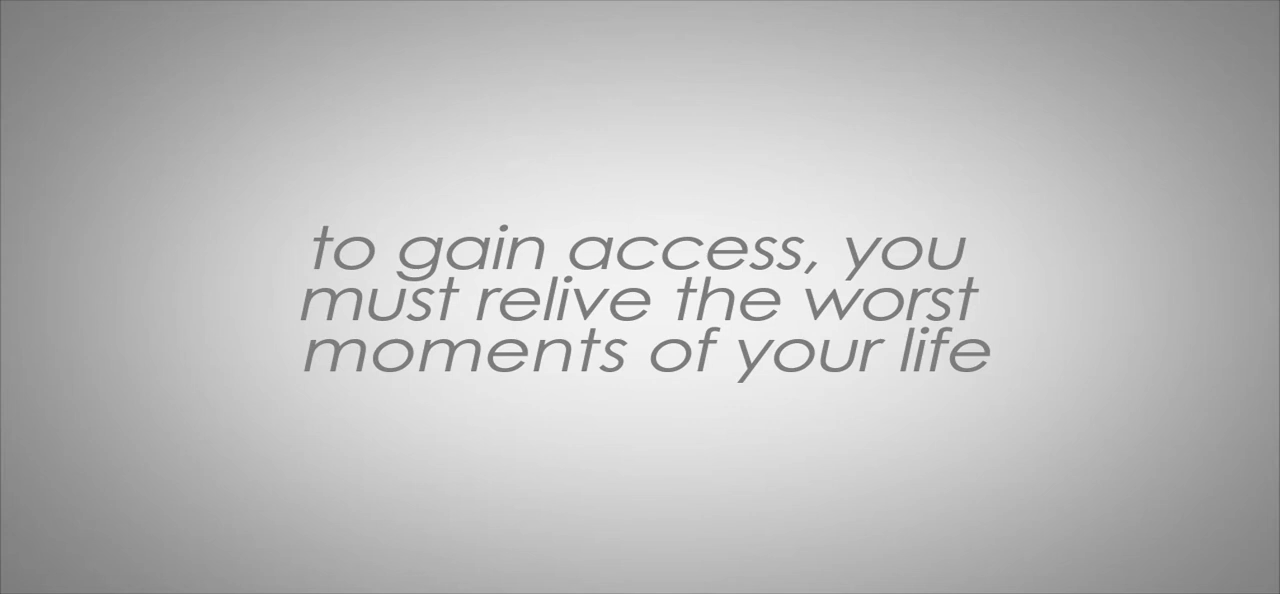 to gain access, you
must relive the worst
moments of your life